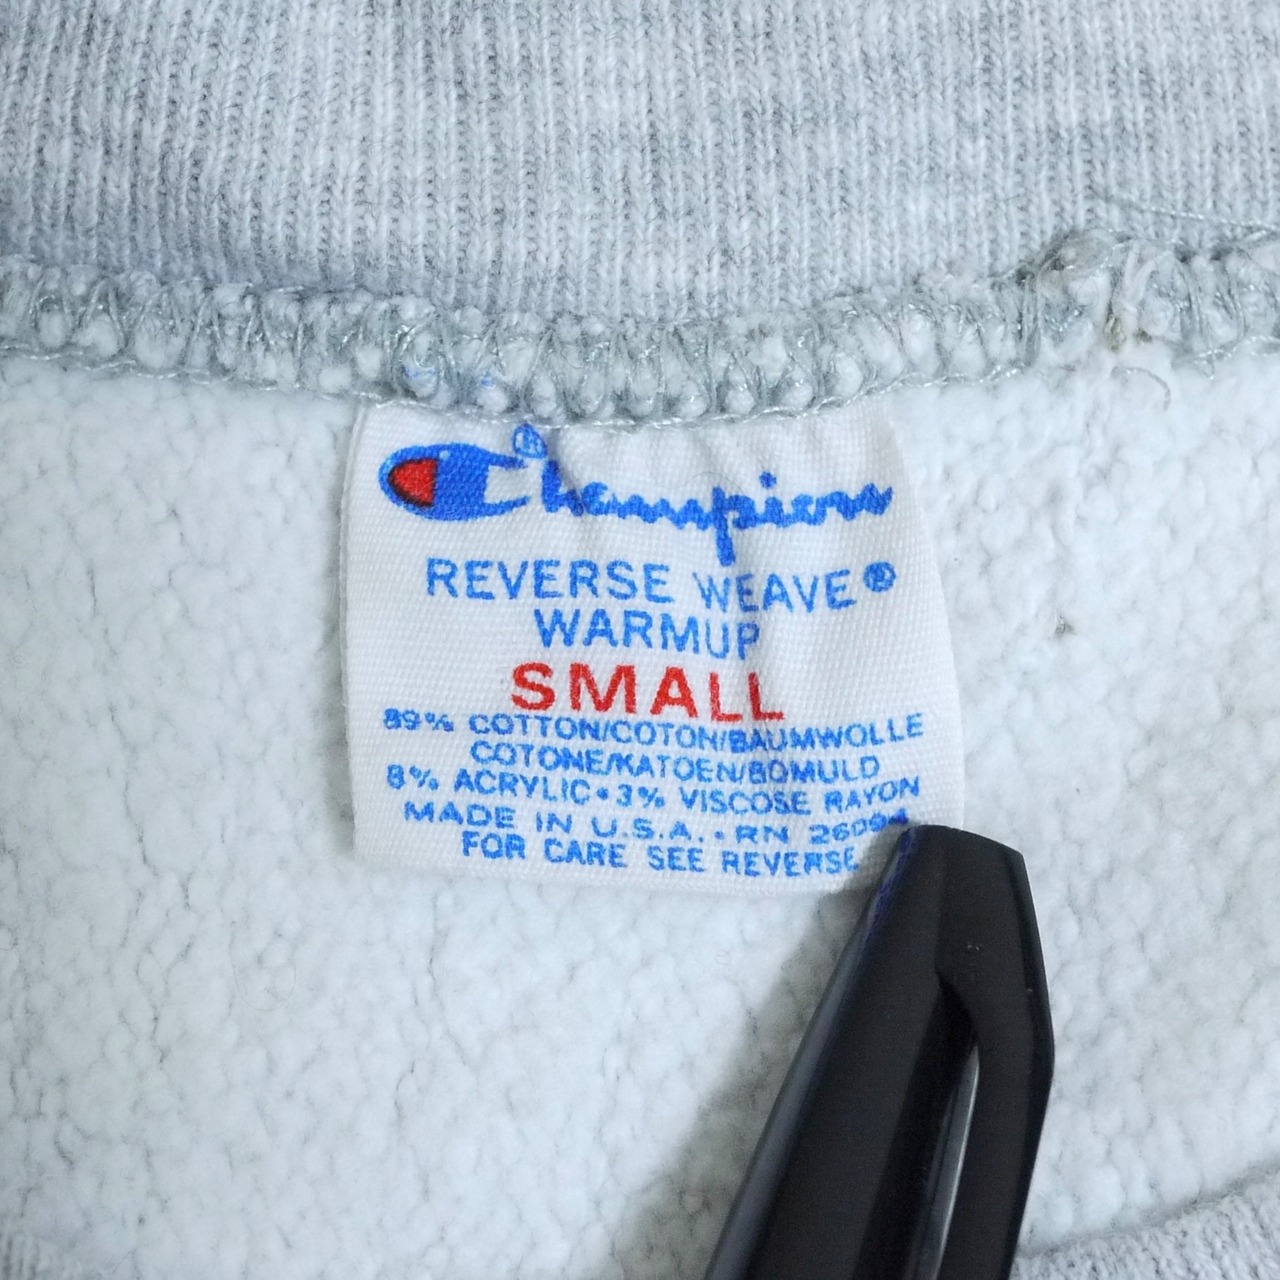 Champion®
REVERSE WEAVE®
WARMUP
SMALL
89% COTTON/COTON/BAUMWOLLE
COTONE/KATOEN/BOMULD
8% ACRYLIC•3% VISCOSE RAYON
MADE IN U.S.A.•RN 26094
FOR CARE SEE REVERSE